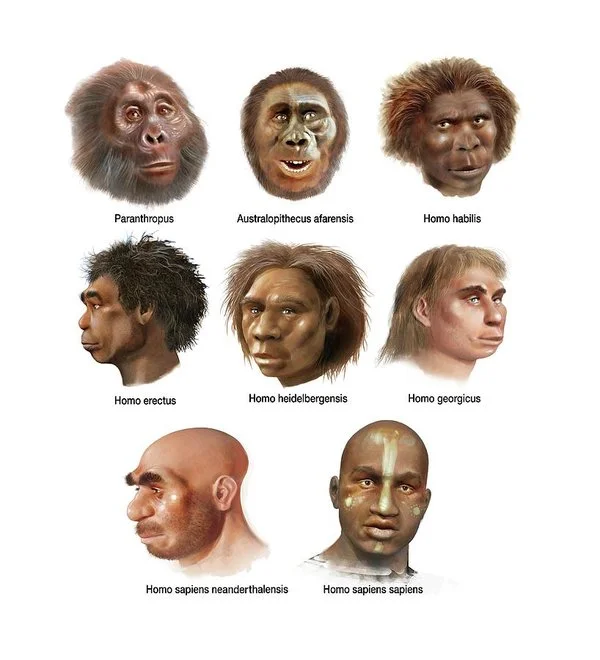 Paranthropus
Australopithecus afarensis
Homo habilis
Homo erectus
Homo heidelbergensis
Homo georgicus
Homo sapiens neanderthalensis
Homo sapiens sapiens